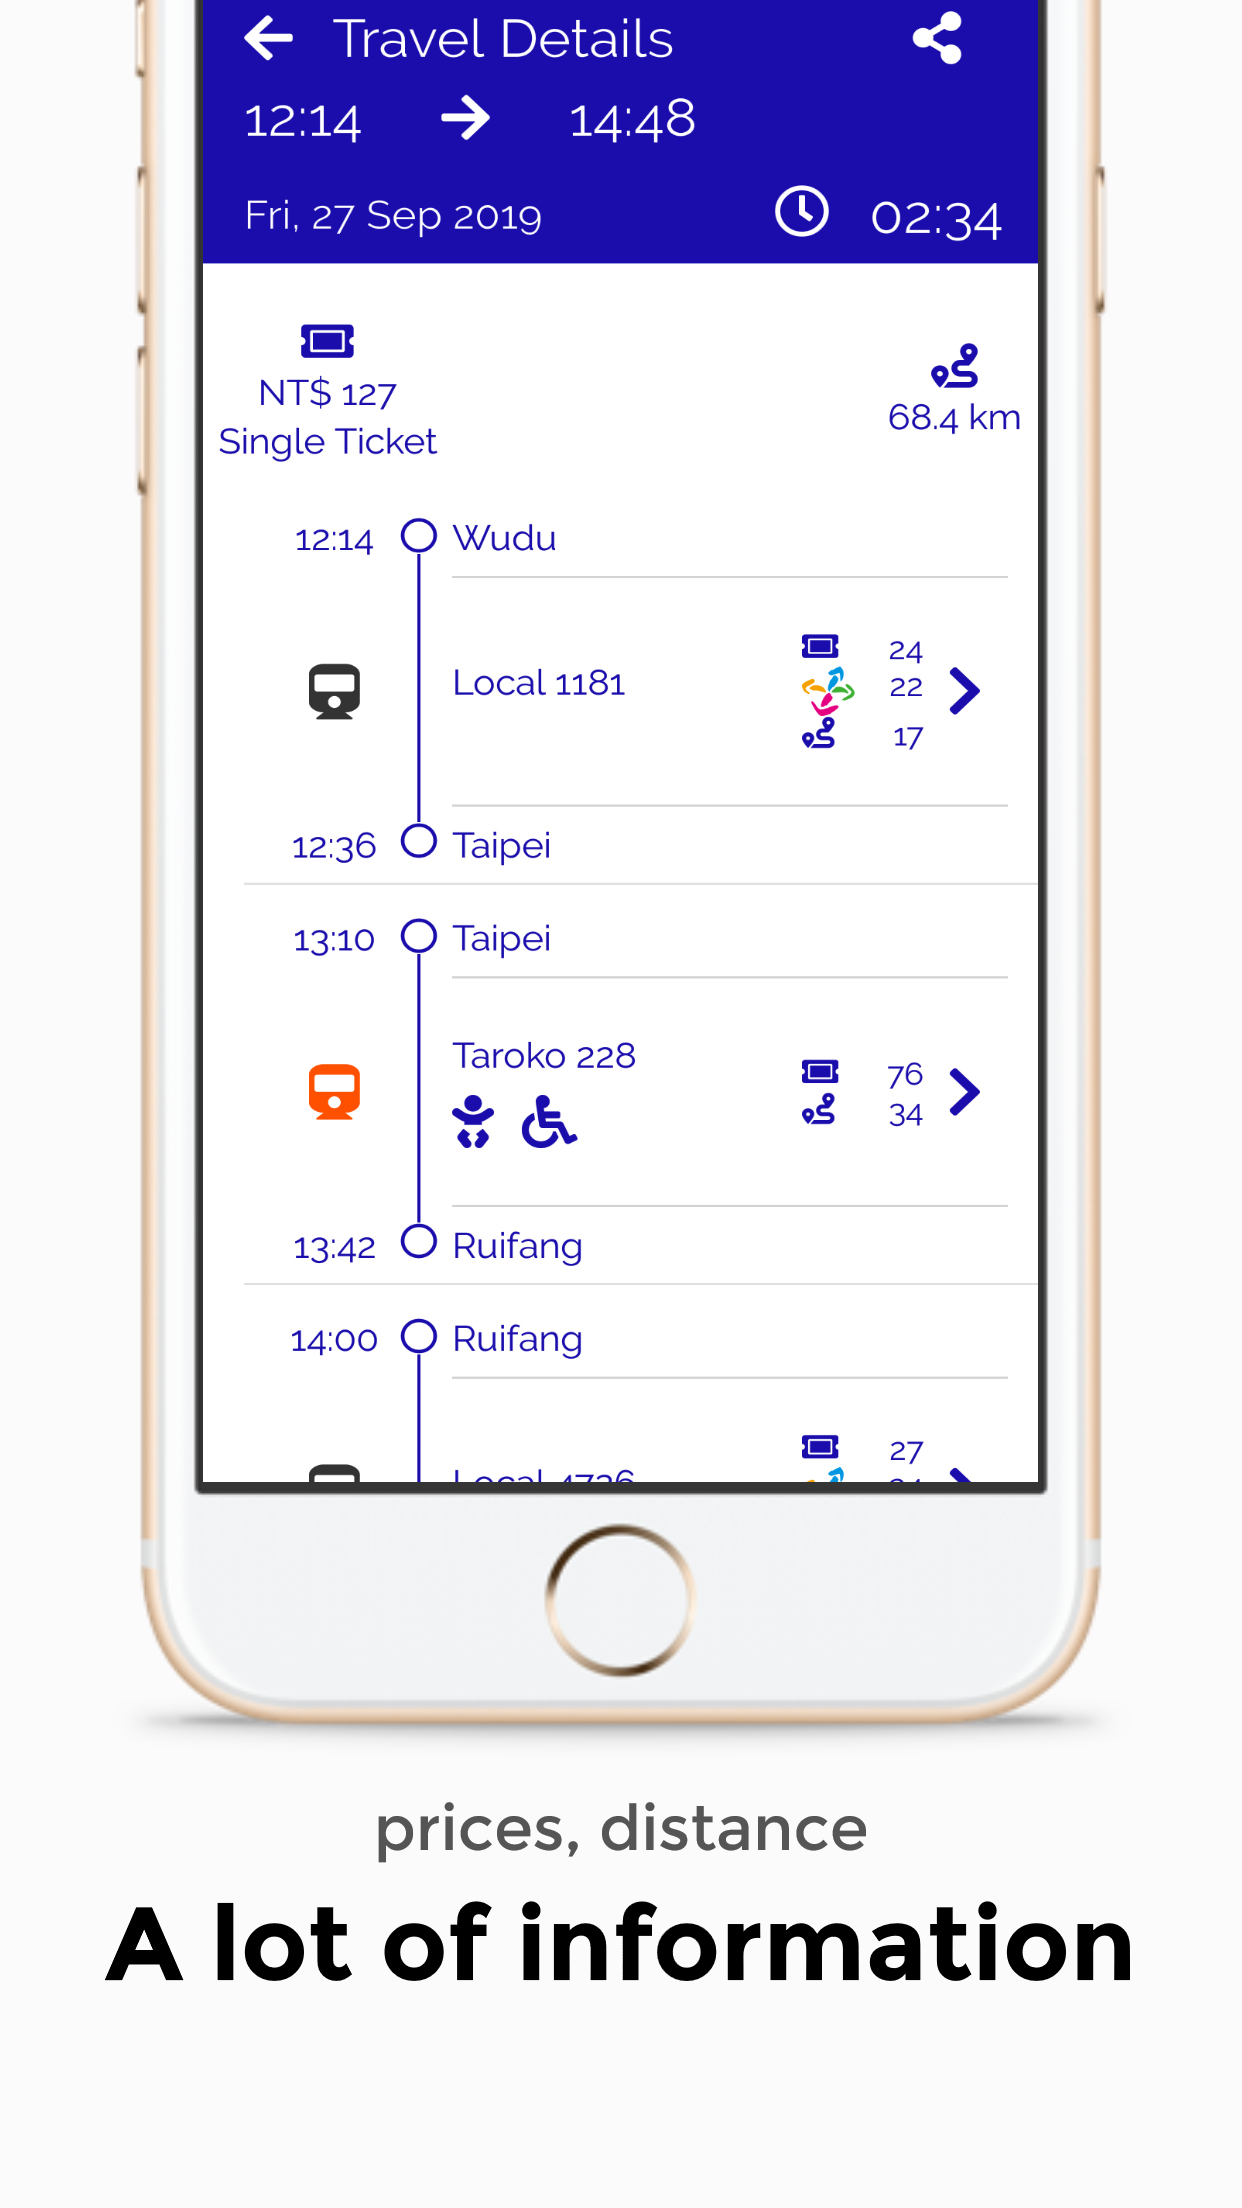 Travel Details
12:14 14:48
Fri, 27 Sep 2019 02:34
NT$ 127
Single Ticket
68.4 km
12:14 Wudu
24
Local 1181 22
17
12:36 Taipei
13:10 Taipei
Taroko 228 76
34
13:42 Ruifang
14:00 Ruifang
27
Local 4736
prices, distance
A lot of information